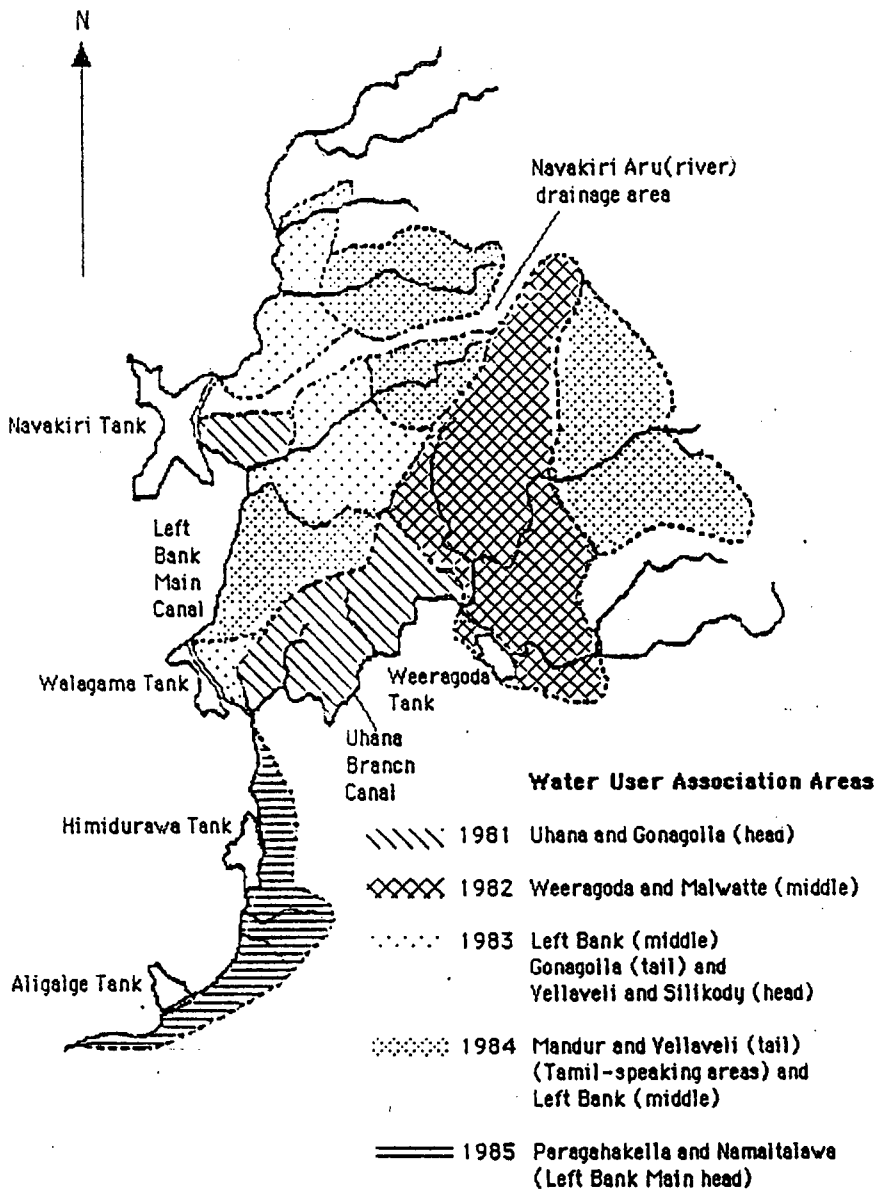 N
Navakiri Aru(river)
drainage area
Navakiri Tank
Left
Bank
Main
Canal
Walagama Tank
Weeragoda
Tank
Uhana
Branch
Canal
Himidurawa Tank
Aligalge Tank
Water User Association Areas
1981 Uhana and Gonagolla (head)
1982 Weeragoda and Malwatte (middle)
1983 Left Bank (middle)
Gonagolla (tail) and
Yellaveli and Silikody (head)
1984 Mandur and Yellaveli (tail)
(Tamil-speaking areas) and
Left Bank (middle)
1985 Paragahakella and Namaltalawa
(Left Bank Main head)